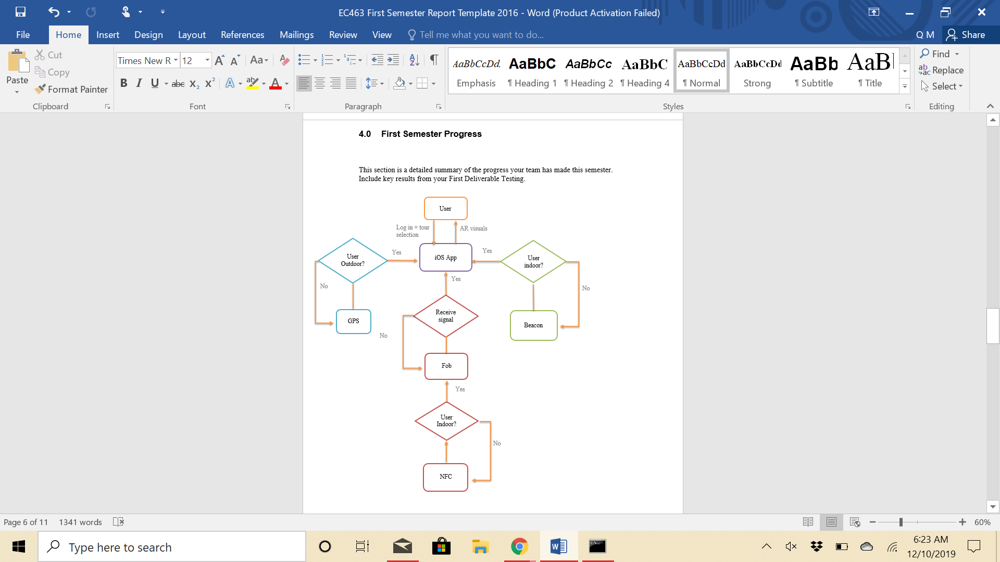 EC463 First Semester Report Template 2016 - Word (Product Activation Failed)
File Home Insert Design Layout References Mailings Review View Tell me what you want to do... Q M Share
Paste
Cut
Copy
Format Painter
Clipboard
Times New R 12
Font
Paragraph
AaBbCcDd. AaBbC AaBbCc AaBbC AaBbCcDd AaBbCcDd AaBb AaB
Emphasis ¶ Heading 1 ¶ Heading 2 ¶ Heading 4 ¶ Normal Strong ¶ Subtitle ¶ Title
Styles
Find
Replace
Select
Editing
4.0 First Semester Progress
This section is a detailed summary of the progress your team has made this semester.
Include key results from your First Deliverable Testing.
User
Log in + tour
selection
AR visuals
User
Outdoor?
Yes
iOS App
Yes
User
indoor?
No
Yes
No
Receive
signal
GPS
No
Beacon
Fob
Yes
User
Indoor?
No
NFC
Page 6 of 11 1341 words 60%
Type here to search
6:23 AM
12/10/2019